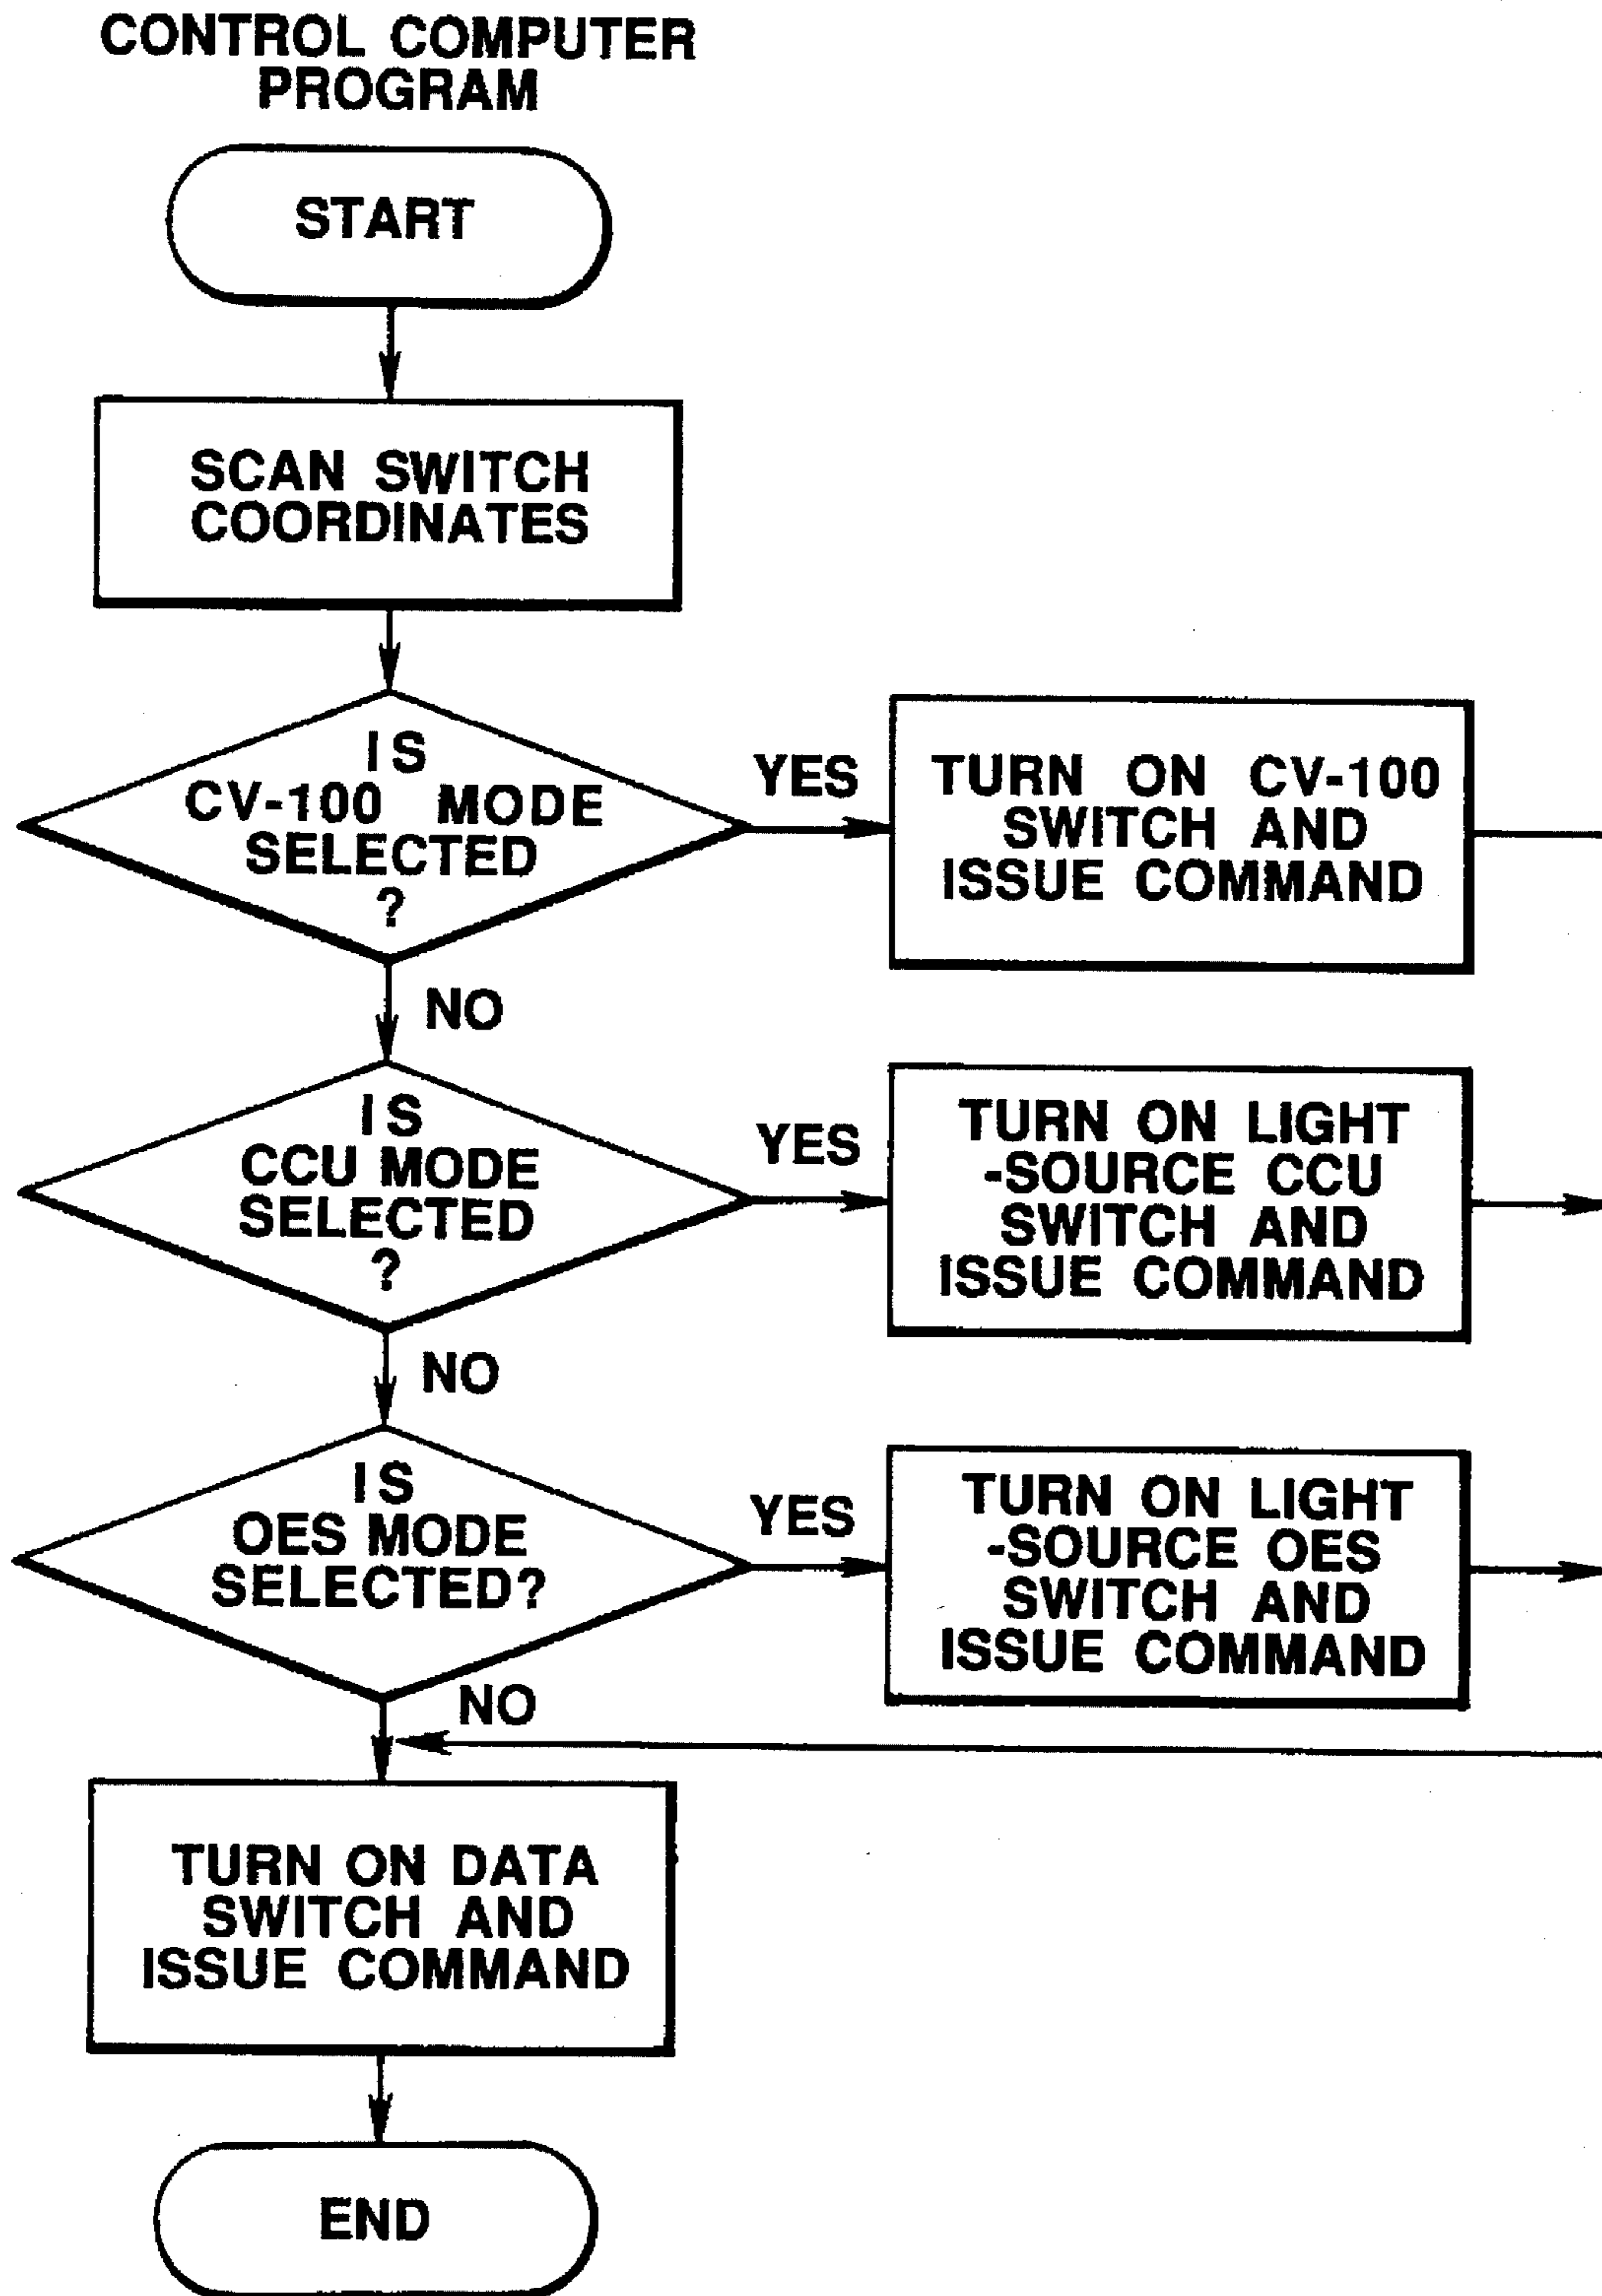 CONTROL COMPUTER
PROGRAM
START
SCAN SWITCH
COORDINATES
IS
CV-100 MODE
SELECTED
?
YES
TURN ON CV-100
SWITCH AND
ISSUE COMMAND
NO
IS
CCU MODE
SELECTED
?
YES
TURN ON LIGHT
-SOURCE CCU
SWITCH AND
ISSUE COMMAND
NO
IS
OES MODE
SELECTED?
YES
TURN ON LIGHT
-SOURCE OES
SWITCH AND
ISSUE COMMAND
NO
TURN ON DATA
SWITCH AND
ISSUE COMMAND
END